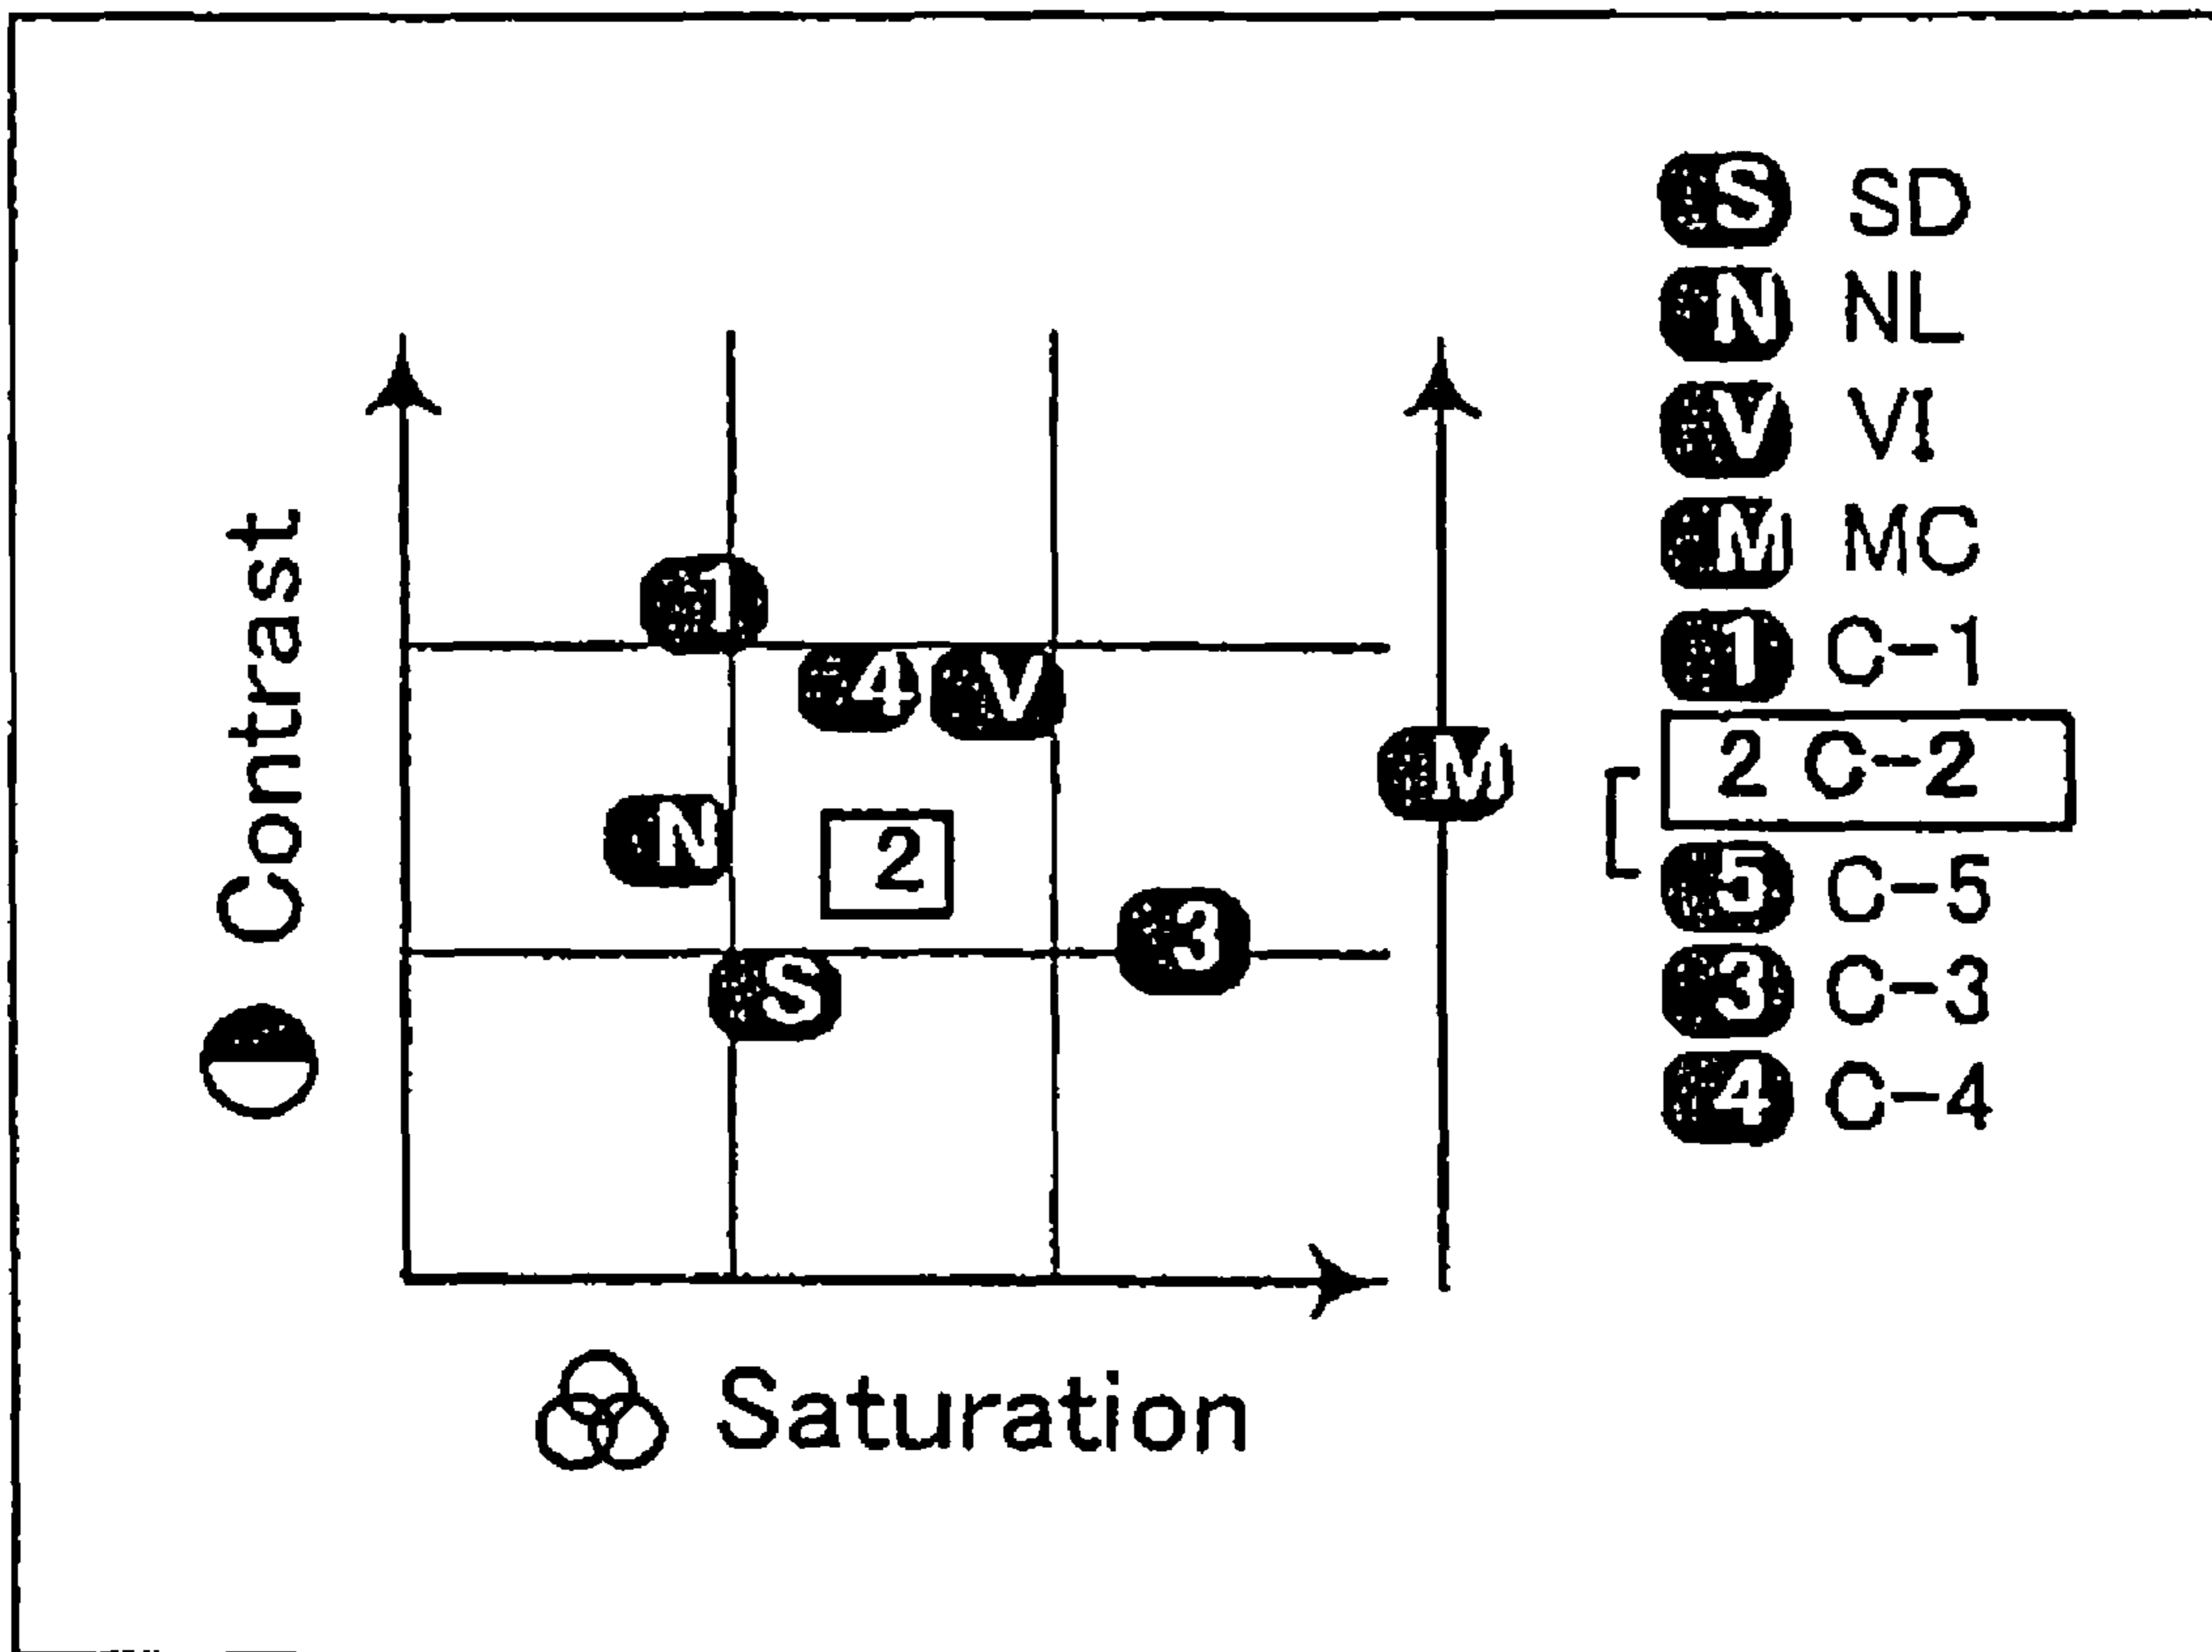 Contrast
1
4 V
M
N
2
3
S
Saturation
S SD
N NL
V VI
M MC
1 C-1
2 C-2
5 C-5
3 C-3
4 C-4